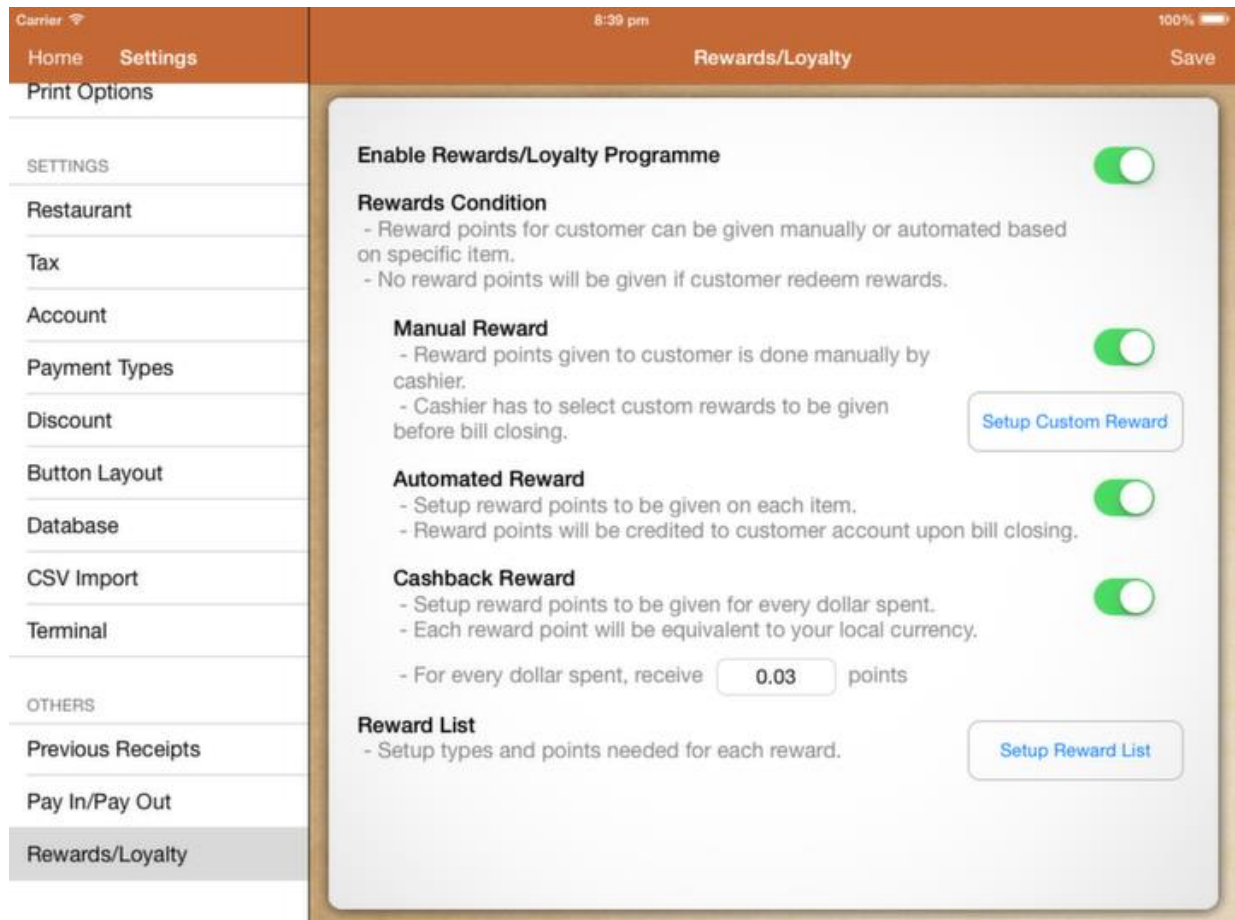 Carrier 8:39 pm 100%
Home Settings Rewards/Loyalty Save
Print Options
SETTINGS
Restaurant
Tax
Account
Payment Types
Discount
Button Layout
Database
CSV Import
Terminal
OTHERS
Previous Receipts
Pay In/Pay Out
Rewards/Loyalty
Enable Rewards/Loyalty Programme
Rewards Condition
- Reward points for customer can be given manually or automated based
on specific item.
- No reward points will be given if customer redeem rewards.
Manual Reward
- Reward points given to customer is done manually by
cashier.
- Cashier has to select custom rewards to be given
before bill closing.
Setup Custom Reward
Automated Reward
- Setup reward points to be given on each item.
- Reward points will be credited to customer account upon bill closing.
Cashback Reward
- Setup reward points to be given for every dollar spent.
- Each reward point will be equivalent to your local currency.
- For every dollar spent, receive 0.03 points
Reward List
- Setup types and points needed for each reward.
Setup Reward List